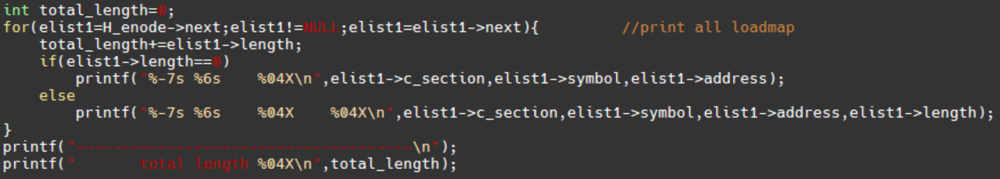 int total_length=0;
for(elist1=H_enode->next;elist1!=NULL;elist1=elist1->next){         //print all loadmap
    total_length+=elist1->length;
    if(elist1->length==0)
        printf("%-7s %6s    %04X\n",elist1->c_section,elist1->symbol,elist1->address);
    else
        printf("%-7s %6s    %04X    %04X\n",elist1->c_section,elist1->symbol,elist1->address,elist1->length);
}
printf("-------------------------------------\n");
printf("       total length %04X\n",total_length);